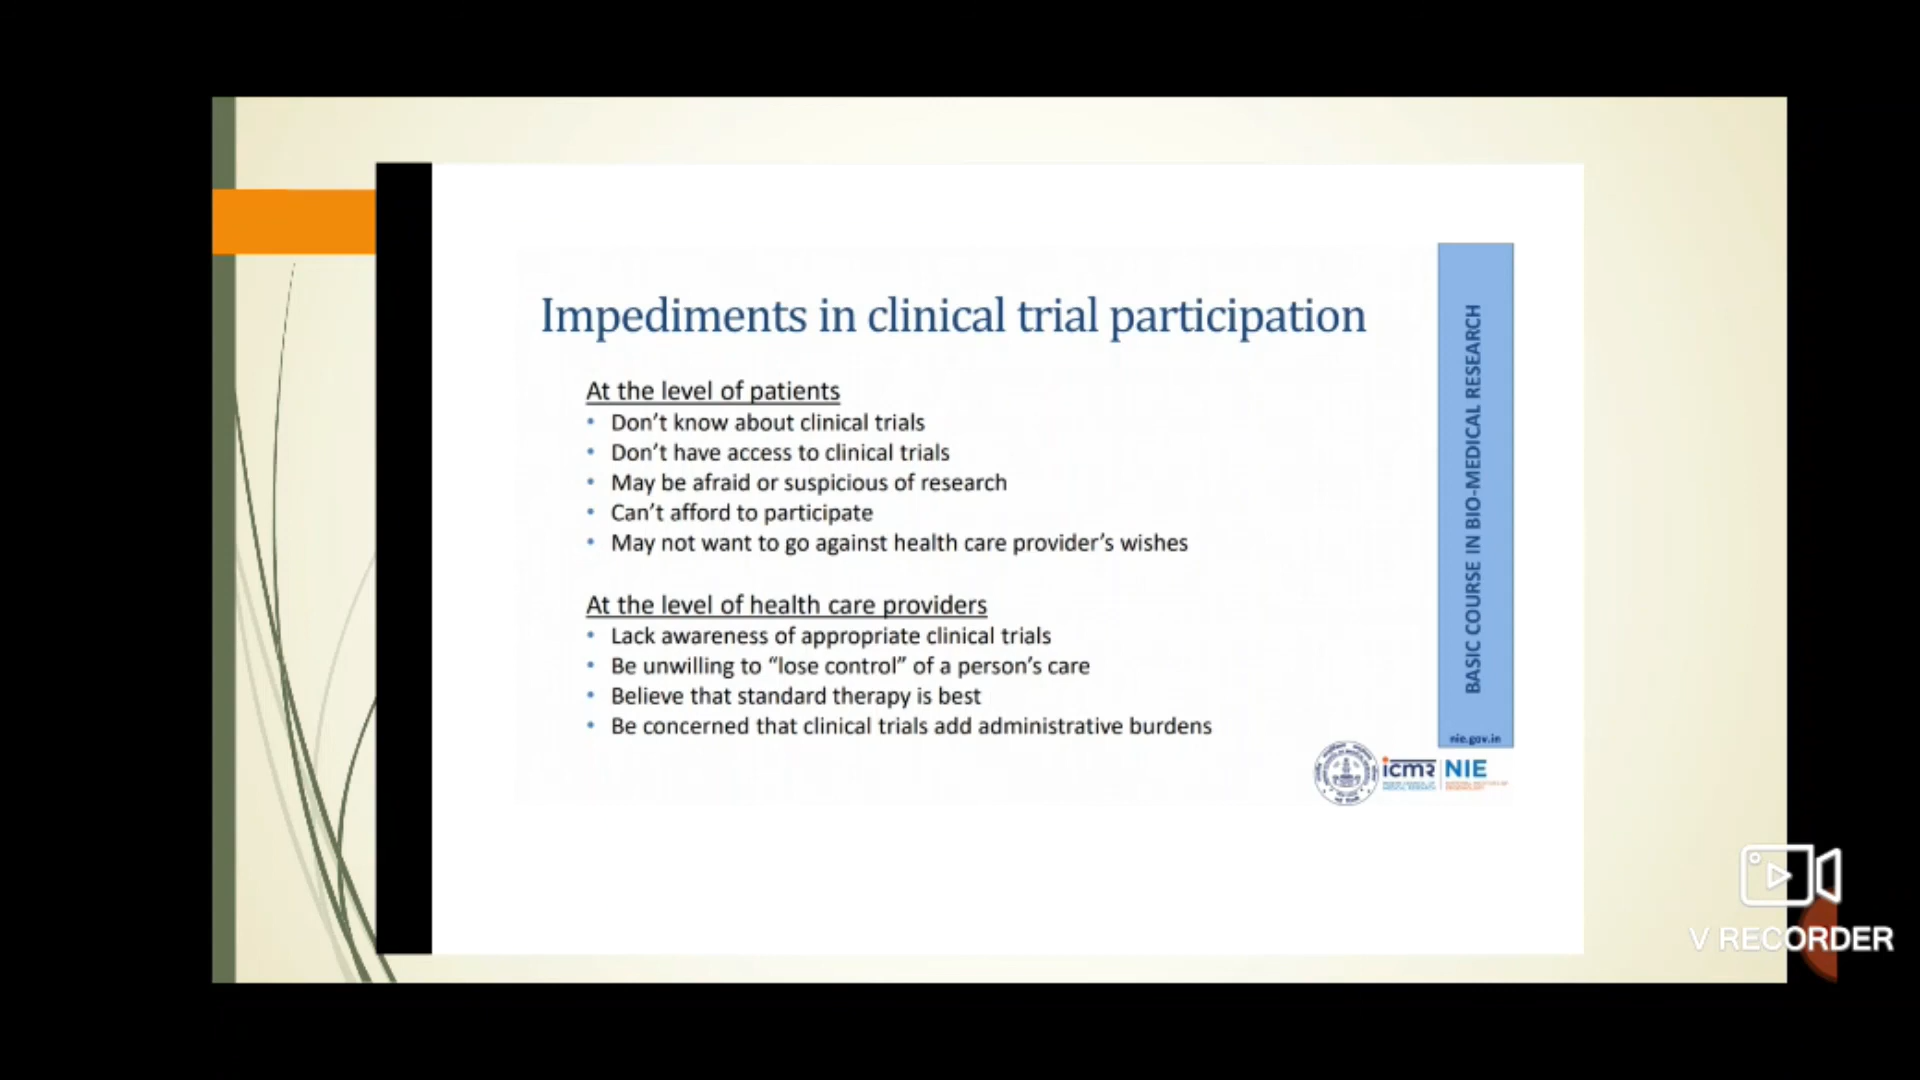 Impediments in clinical trial participation
At the level of patients
• Don’t know about clinical trials
• Don’t have access to clinical trials
• May be afraid or suspicious of research
• Can’t afford to participate
• May not want to go against health care provider’s wishes
At the level of health care providers
• Lack awareness of appropriate clinical trials
• Be unwilling to “lose control” of a person’s care
• Believe that standard therapy is best
• Be concerned that clinical trials add administrative burdens
BASIC COURSE IN BIO-MEDICAL RESEARCH
nie.gov.in
icmr NIE
V RECORDER